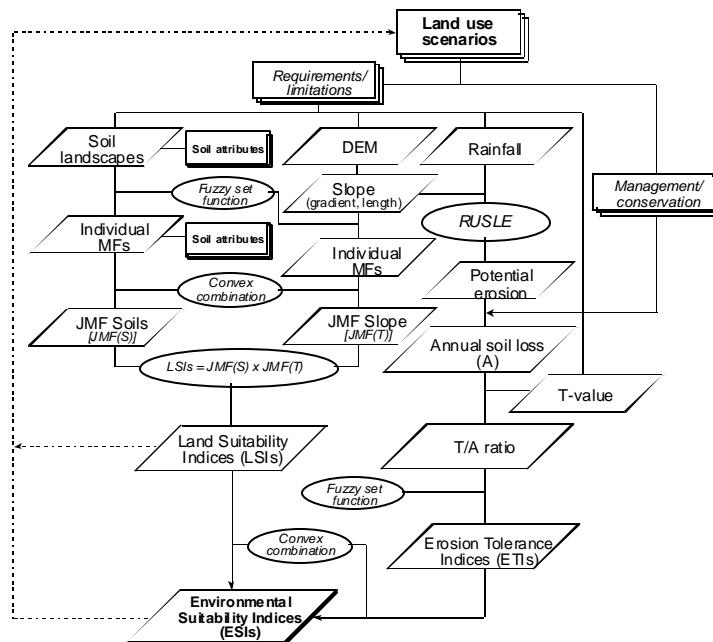 Land use
scenarios
Requirements/
limitations
Soil
landscapes
Soil attributes
DEM
Rainfall
Fuzzy set
function
Slope
(gradient, length)
Management/
conservation
RUSLE
Individual
MFs
Soil attributes
Individual
MFs
Potential
erosion
Convex
combination
JMF Soils
[JMF(S)]
JMF Slope
[JMF(T)]
Annual soil loss
(A)
LSIs = JMF(S) x JMF(T)
T-value
Land Suitability
Indices (LSIs)
T/A ratio
Fuzzy set
function
Convex
combination
Erosion Tolerance
Indices (ETIs)
Environmental
Suitability Indices
(ESIs)